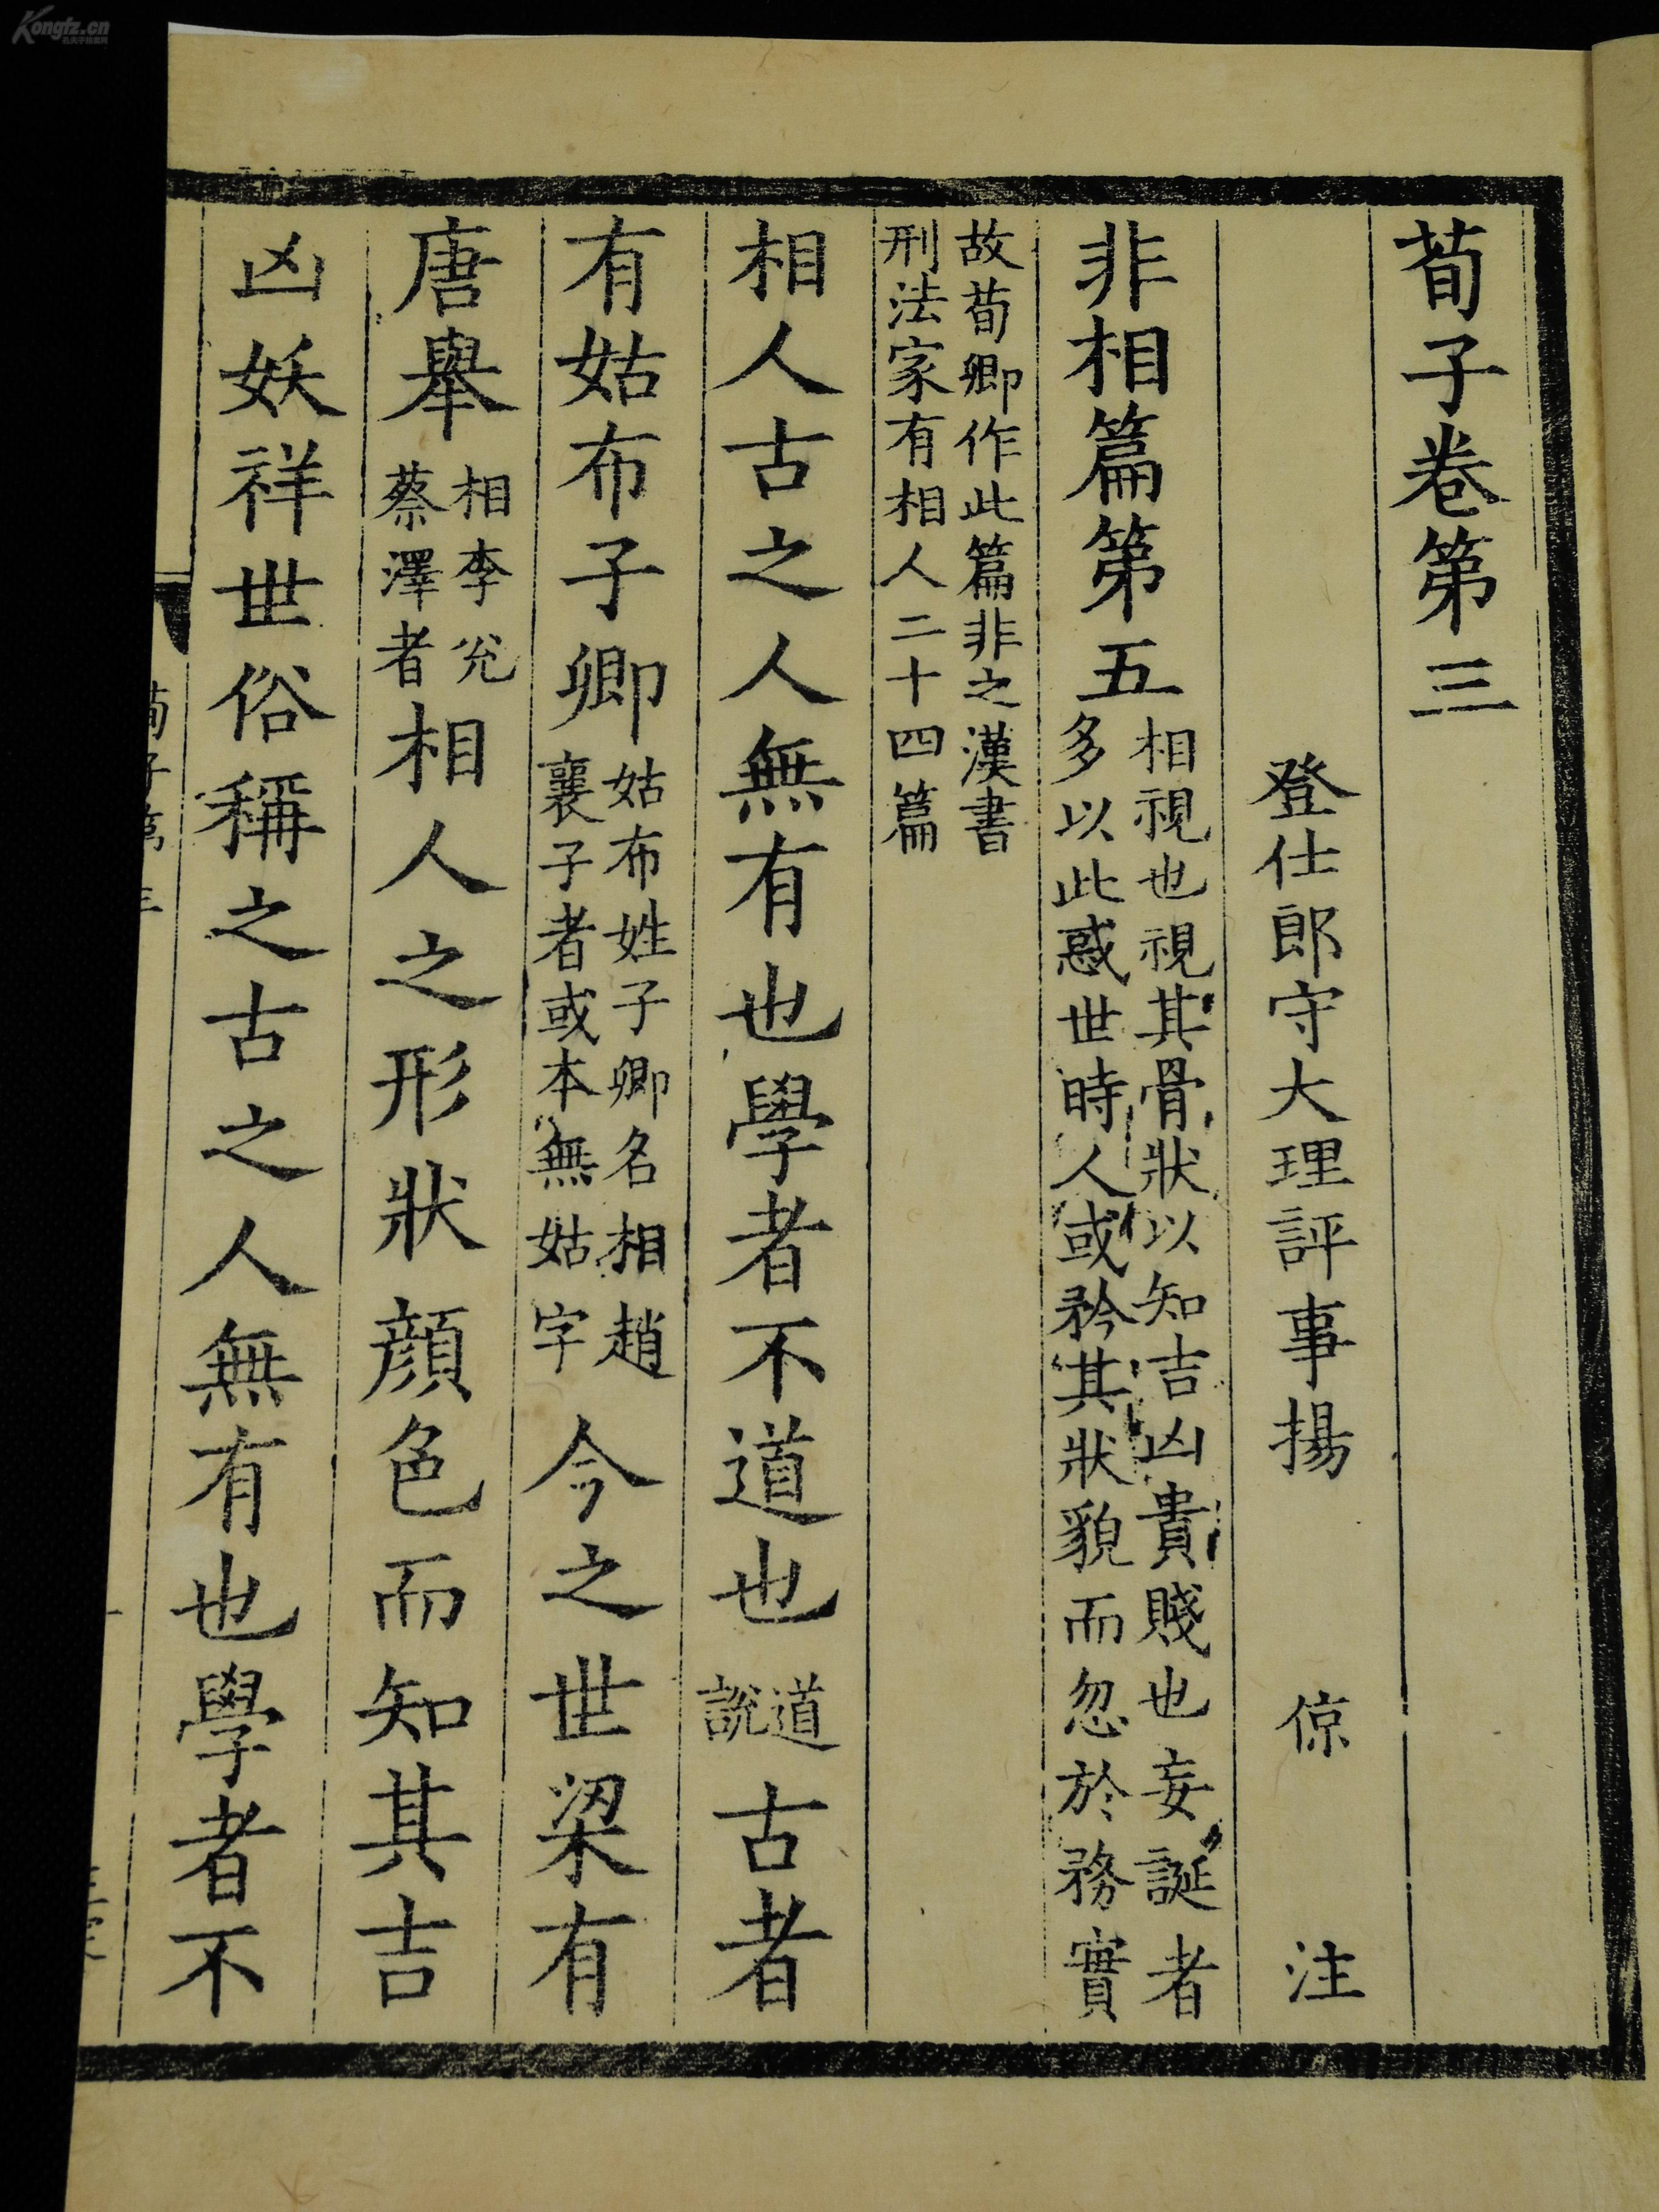 荀子卷第三
登仕郎守大理評事揚 倞 注
非相篇第五
相視也視其骨狀以知吉凶貴賤也妄誕者
多以此惑世時人或矜其狀貌而忽於務實
故荀卿作此篇非之漢書
刑法家有相人二十四篇
相人古之人無有也學者不道也道說古者
有姑布子卿姑布姓子卿名相趙襄子者或本無姑字今之世梁有
唐舉相李兊蔡澤者相人之形狀顔色而知其吉
凶妖祥世俗稱之古之人無有也學者不
荀子第三
Kongfz.cn